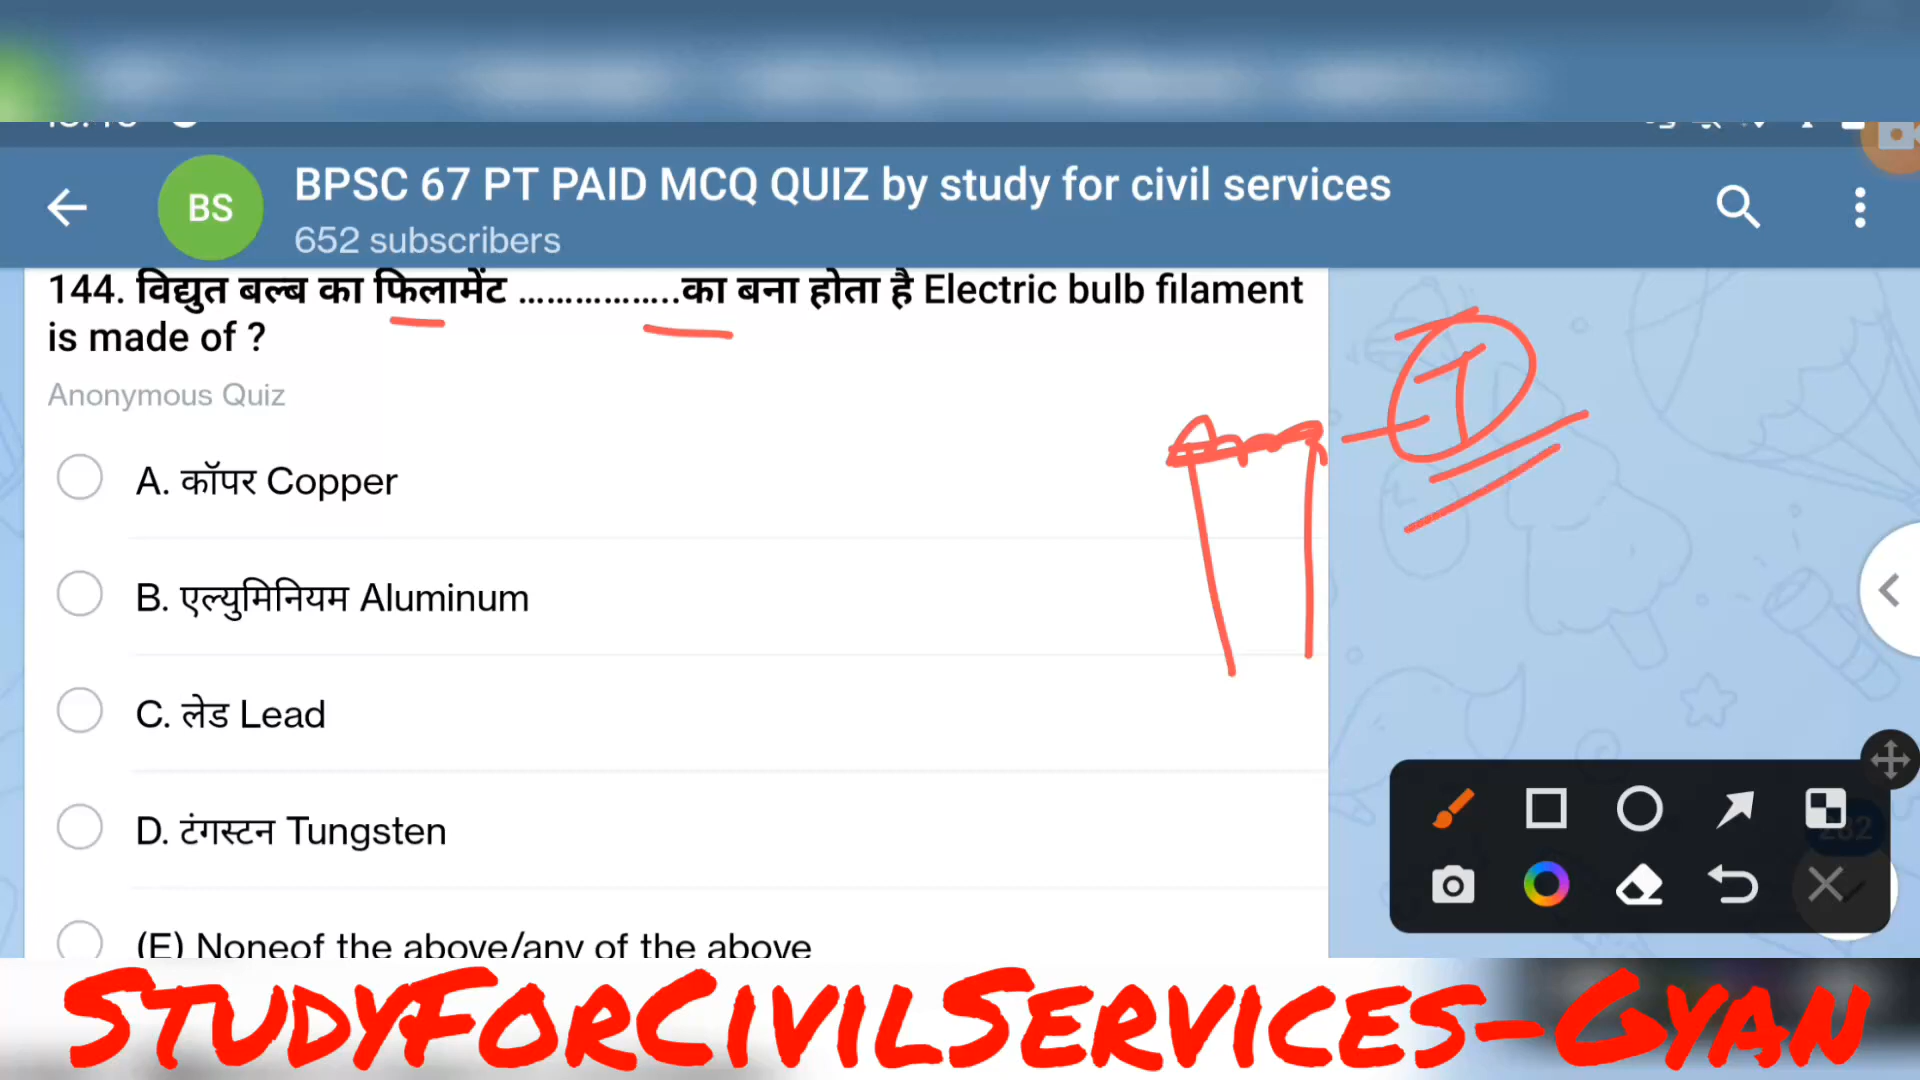 BS
BPSC 67 PT PAID MCQ QUIZ by study for civil services
652 subscribers
144. विद्युत बल्ब का फिलामेंट ................का बना होता है Electric bulb filament
is made of ?
Anonymous Quiz
A. कॉपर Copper
B. एल्युमिनियम Aluminum
C. लेड Lead
D. टंगस्टन Tungsten
(E) Noneof the above/any of the above
T
282
STUDYFORCIVILSERVICES-GYAN